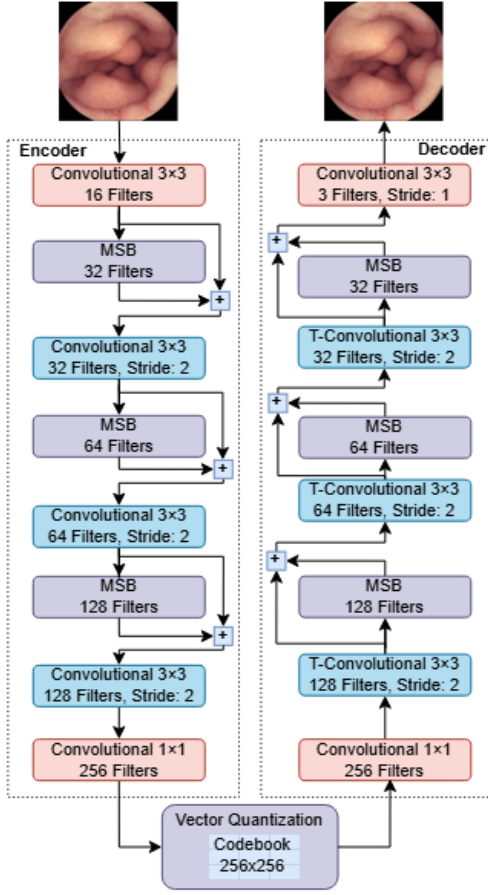 Encoder
Convolutional 3×3
16 Filters
MSB
32 Filters
+
Convolutional 3×3
32 Filters, Stride: 2
MSB
64 Filters
+
Convolutional 3×3
64 Filters, Stride: 2
MSB
128 Filters
+
Convolutional 3×3
128 Filters, Stride: 2
Convolutional 1×1
256 Filters
Vector Quantization
Codebook
256x256
Decoder
Convolutional 3×3
3 Filters, Stride: 1
+
MSB
32 Filters
T-Convolutional 3×3
32 Filters, Stride: 2
+
MSB
64 Filters
T-Convolutional 3×3
64 Filters, Stride: 2
+
MSB
128 Filters
T-Convolutional 3×3
128 Filters, Stride: 2
Convolutional 1×1
256 Filters